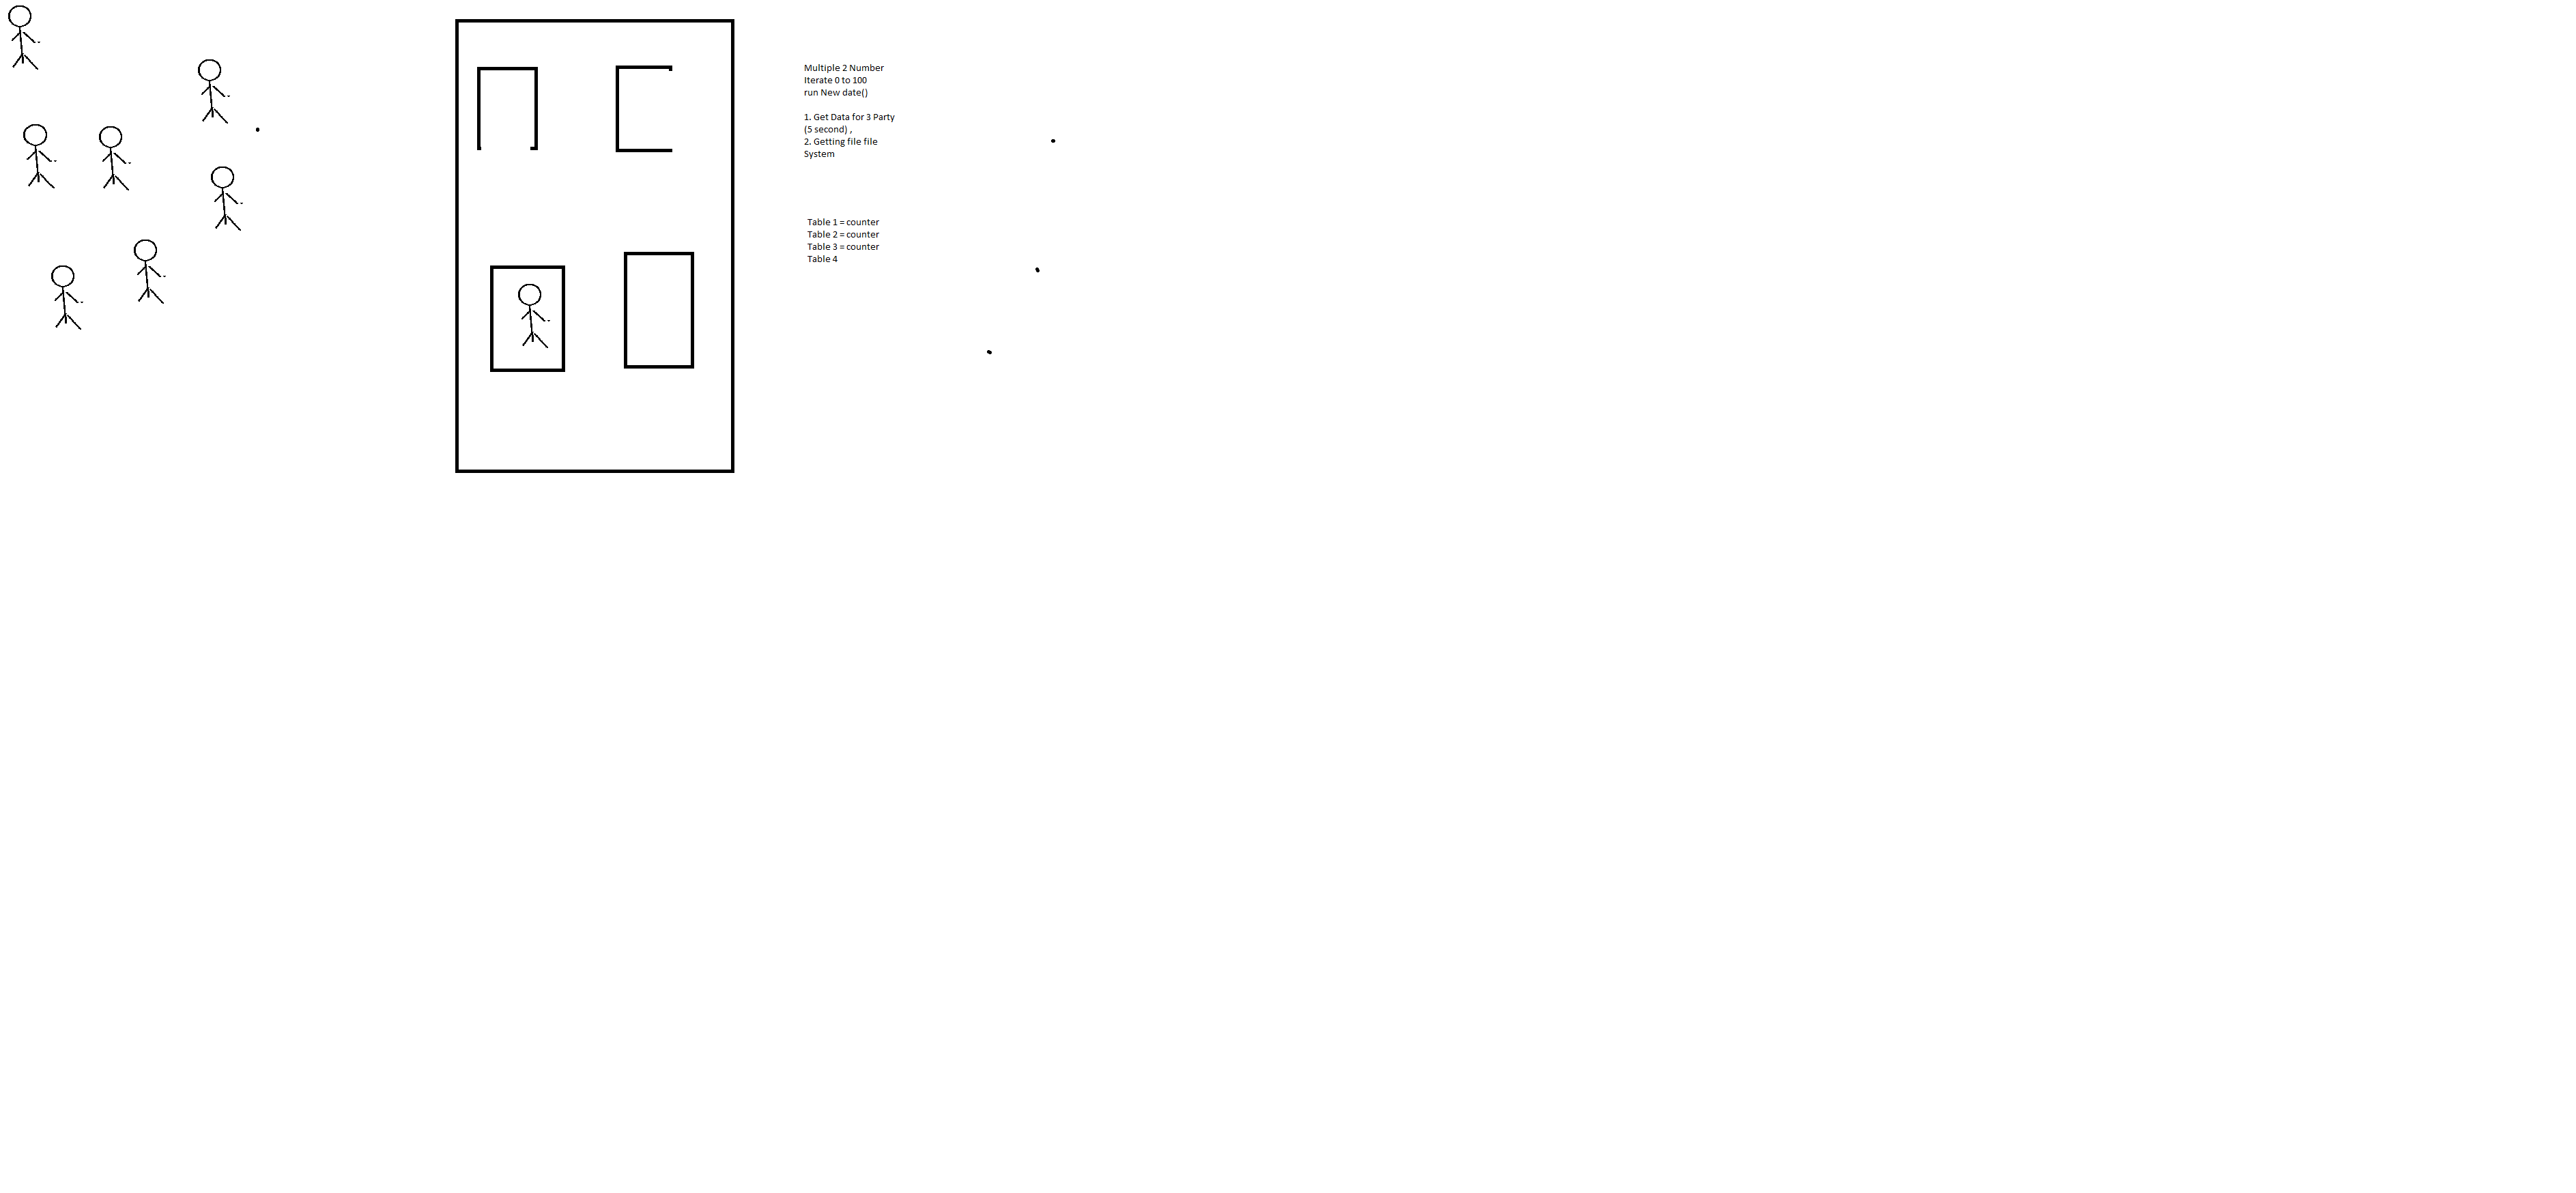 Multiple 2 Number
Iterate 0 to 100
run New date()
1. Get Data for 3 Party
(5 second) ,
2. Getting file file
System
Table 1 = counter
Table 2 = counter
Table 3 = counter
Table 4